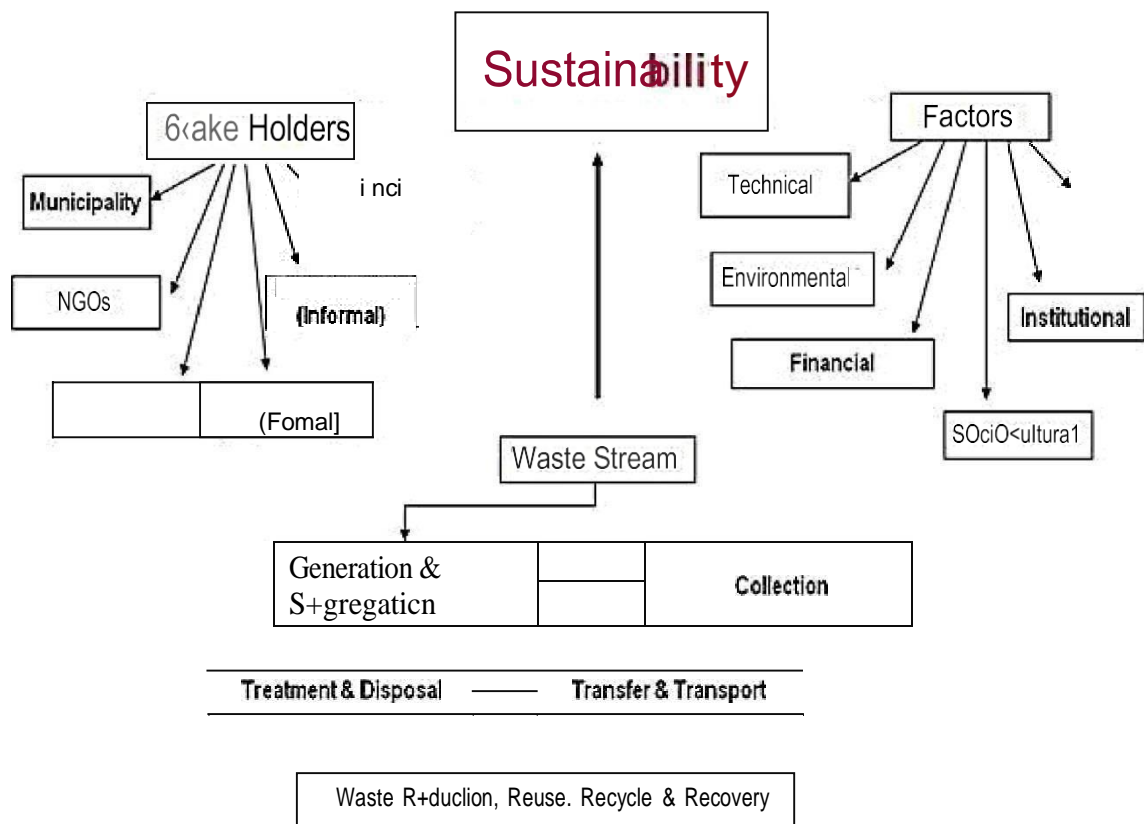 Sustainability
6‹ake Holders
Factors
i nci
Technical
Municipality
Environmental
NGOs
(Informal)
Institutional
Financial
(Fomal]
SOciO<ultura1
Waste Stream
Generation &
S+gregaticn
Collection
Treatment & Disposal
Transfer & Transport
Waste R+duclion, Reuse. Recycle & Recovery